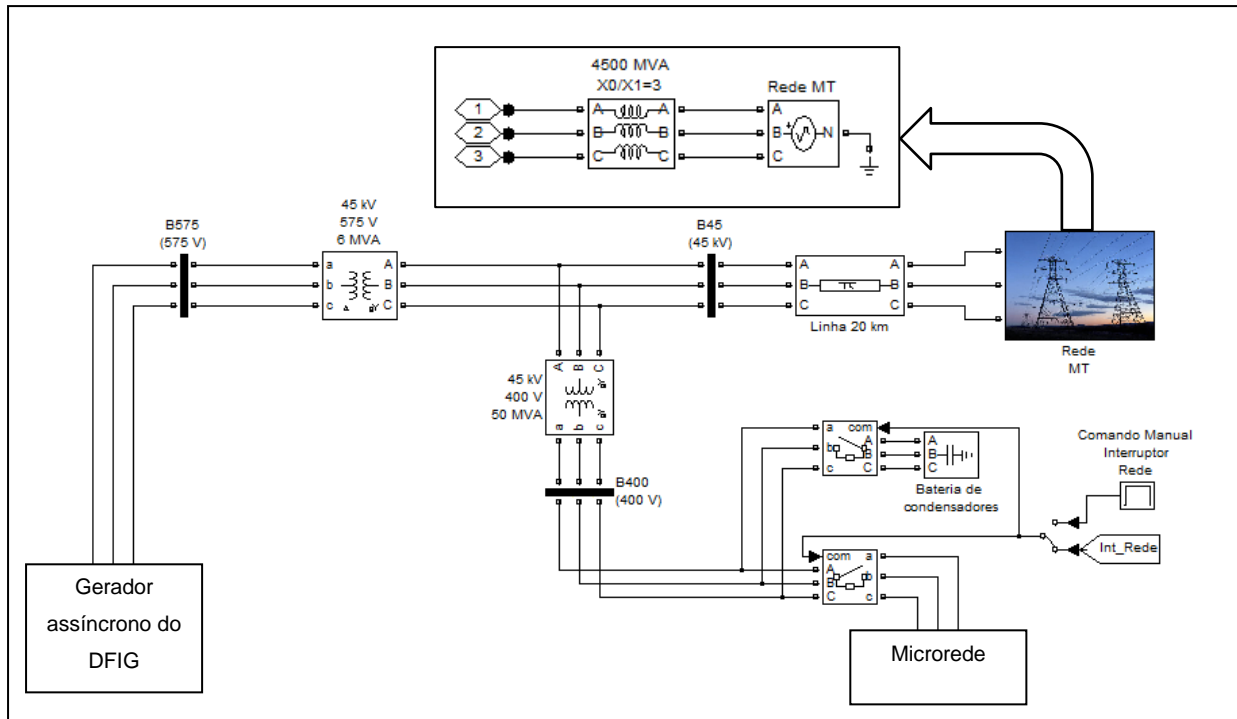 4500 MVA
X0/X1=3
Rede MT
1
2
3
A
B
C
A
B
C
A
B
C
N
45 kV
575 V
6 MVA
B575
(575 V)
a
b
c
A
B
C
B45
(45 kV)
A
B
C
A
B
C
Linha 20 km
Rede
MT
45 kV
400 V
50 MVA
A
B
C
a
b
c
B400
(400 V)
a
b
c
com
A
B
C
A
B
C
Bateria de
condensadores
Comando Manual
Interruptor
Rede
Int_Rede
com
A
B
C
a
b
c
Gerador
assíncrono do
DFIG
Microrede